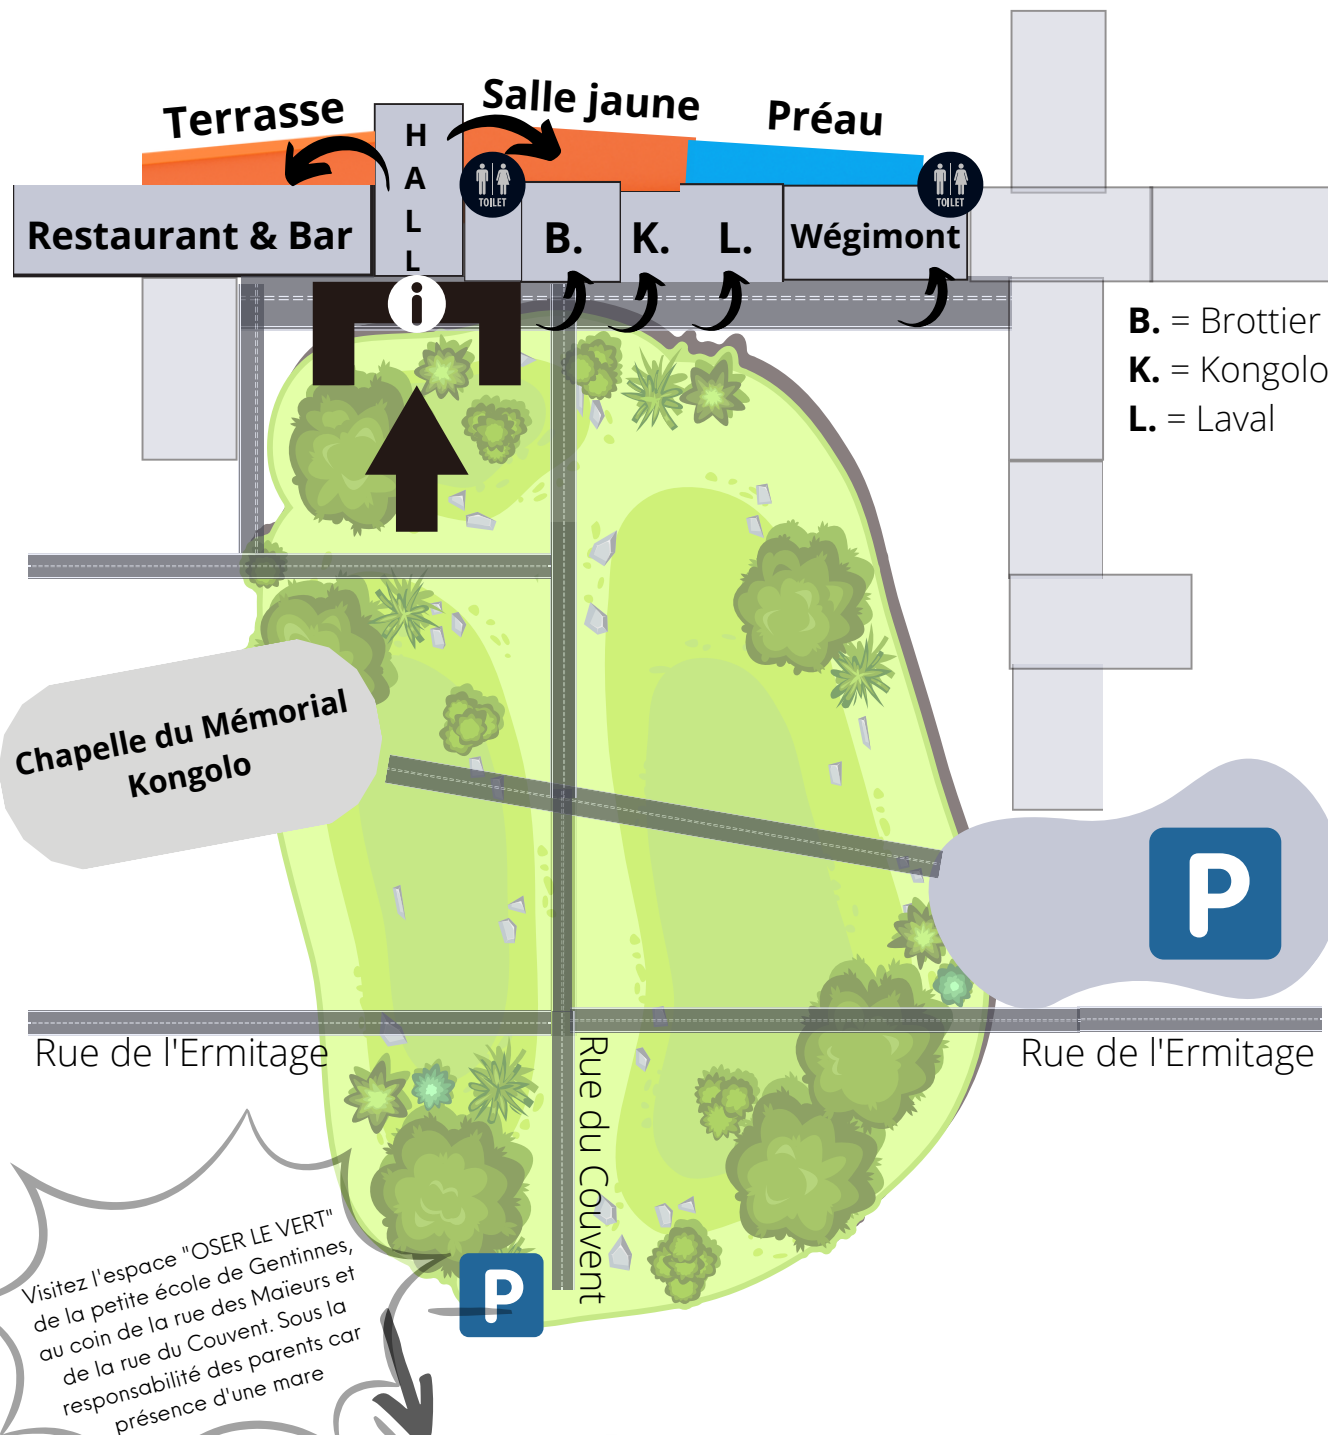 Terrasse
Salle jaune
Préau
HALL
TOILET
TOILET
Restaurant & Bar
B.
K.
L.
Wégimont
i
B. = Brottier
K. = Kongolo
L. = Laval
Chapelle du Mémorial
Kongolo
P
Rue de l'Ermitage
Rue de l'Ermitage
Rue du Couvent
Visitez l'espace "OSER LE VERT"
de la petite école de Gentinnes,
au coin de la rue des Maïeurs et
de la rue du Couvent. Sous la
responsabilité des parents car
présence d'une mare
P